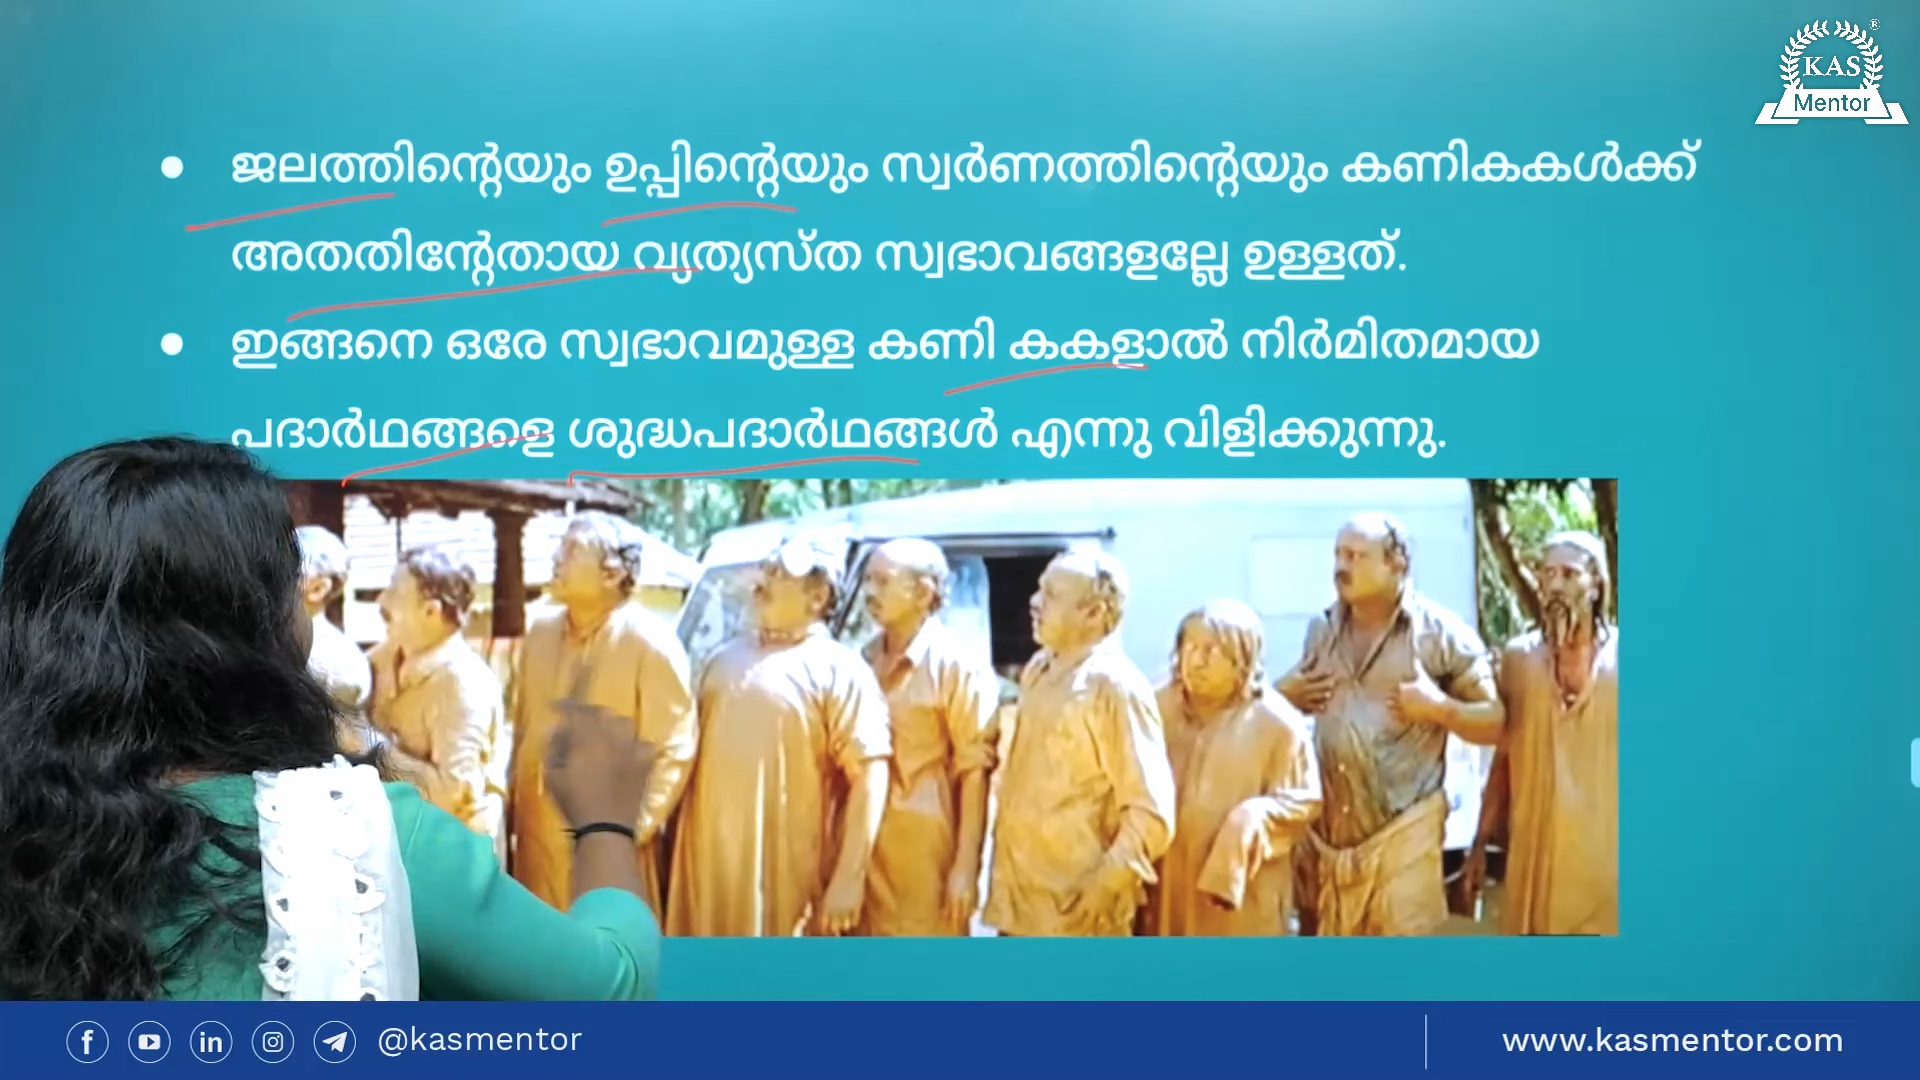 KAS
Mentor
ജലത്തിന്റെയും ഉപ്പിന്റെയും സ്വർണത്തിന്റെയും കണികകൾക്ക്
അതതിന്റേതായ വ്യത്യസ്ത സ്വഭാവങ്ങളല്ലേ ഉള്ളത്.
ഇങ്ങനെ ഒരേ സ്വഭാവമുള്ള കണി കകളാൽ നിർമിതമായ
പദാർഥങ്ങളെ ശുദ്ധപദാർഥങ്ങൾ എന്നു വിളിക്കുന്നു.
@kasmentor
www.kasmentor.com